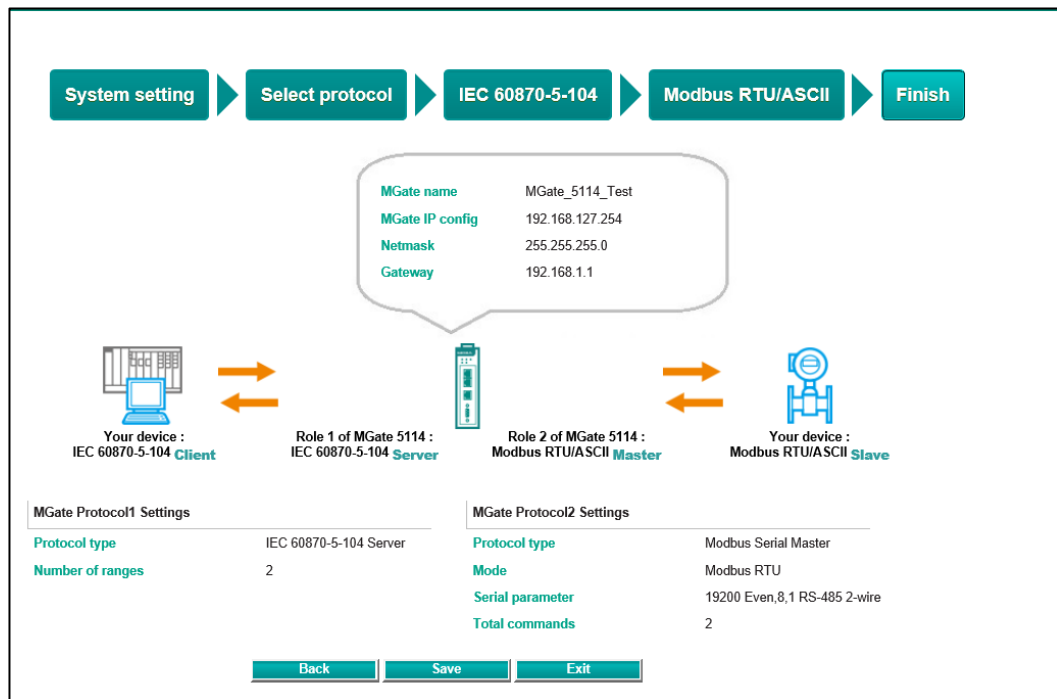 System setting
Select protocol
IEC 60870-5-104
Modbus RTU/ASCII
Finish
MGate name MGate_5114_Test
MGate IP config 192.168.127.254
Netmask 255.255.255.0
Gateway 192.168.1.1
Your device :
IEC 60870-5-104 Client
Role 1 of MGate 5114 :
IEC 60870-5-104 Server
Role 2 of MGate 5114 :
Modbus RTU/ASCII Master
Your device :
Modbus RTU/ASCII Slave
MGate Protocol1 Settings
Protocol type IEC 60870-5-104 Server
Number of ranges 2
MGate Protocol2 Settings
Protocol type Modbus Serial Master
Mode Modbus RTU
Serial parameter 19200 Even,8,1 RS-485 2-wire
Total commands 2
Back
Save
Exit